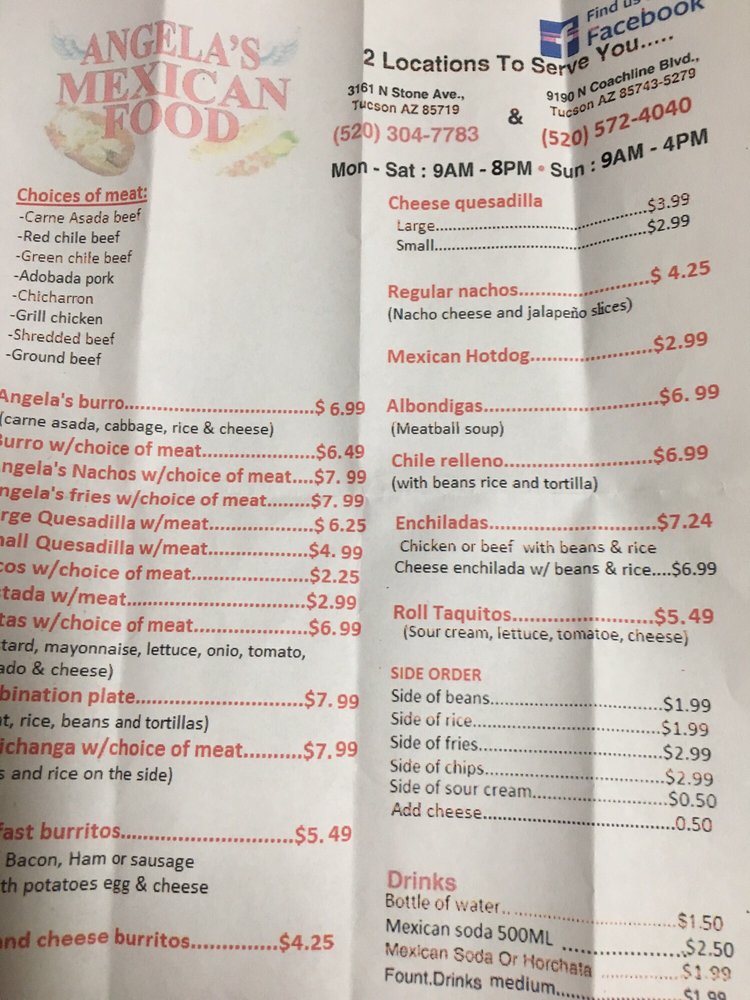 ANGELA'S
MEXICAN
FOOD
Find us
Facebook
2 Locations To Serve You.....
3161 N Stone Ave.,
Tucson AZ 85719
(520) 304-7783
&
9190 N Coachline Blvd.,
Tucson AZ 85743-5279
(520) 572-4040
Mon - Sat : 9AM - 8PM • Sun : 9AM - 4PM
Choices of meat:
-Carne Asada beef
-Red chile beef
-Green chile beef
-Adobada pork
-Chicharron
-Grill chicken
-Shredded beef
-Ground beef
Angela's burro..........$ 6.99
(carne asada, cabbage, rice & cheese)
Burro w/choice of meat..........$6.49
ngela's Nachos w/choice of meat....$7. 99
ngela's fries w/choice of meat........$7. 99
rge Quesadilla w/meat..........$ 6.25
mall Quesadilla w/meat..........$4. 99
cos w/choice of meat..........$2.25
stada w/meat..........$2.99
tas w/choice of meat..........$6.99
tard, mayonnaise, lettuce, onio, tomato,
ado & cheese)
bination plate..........$7. 99
t, rice, beans and tortillas)
ichanga w/choice of meat..........$7.99
s and rice on the side)
fast burritos..........$5. 49
Bacon, Ham or sausage
th potatoes egg & cheese
and cheese burritos..........$4.25
Cheese quesadilla
Large..........$3.99
Small..........$2.99
Regular nachos..........$ 4.25
(Nacho cheese and jalapeño slices)
Mexican Hotdog..........$2.99
Albondigas..........$6. 99
(Meatball soup)
Chile relleno..........$6.99
(with beans rice and tortilla)
Enchiladas..........$7.24
Chicken or beef with beans & rice
Cheese enchilada w/ beans & rice....$6.99
Roll Taquitos..........$5.49
(Sour cream, lettuce, tomatoe, cheese)
SIDE ORDER
Side of beans..........$1.99
Side of rice..........$1.99
Side of fries..........$2.99
Side of chips..........$2.99
Side of sour cream..........$0.50
Add cheese..........0.50
Drinks
Bottle of water..........$1.50
Mexican soda 500ML ..........$2.50
Mexican Soda Or Horchata ..........$1.99
Fount.Drinks medium..........$1.99